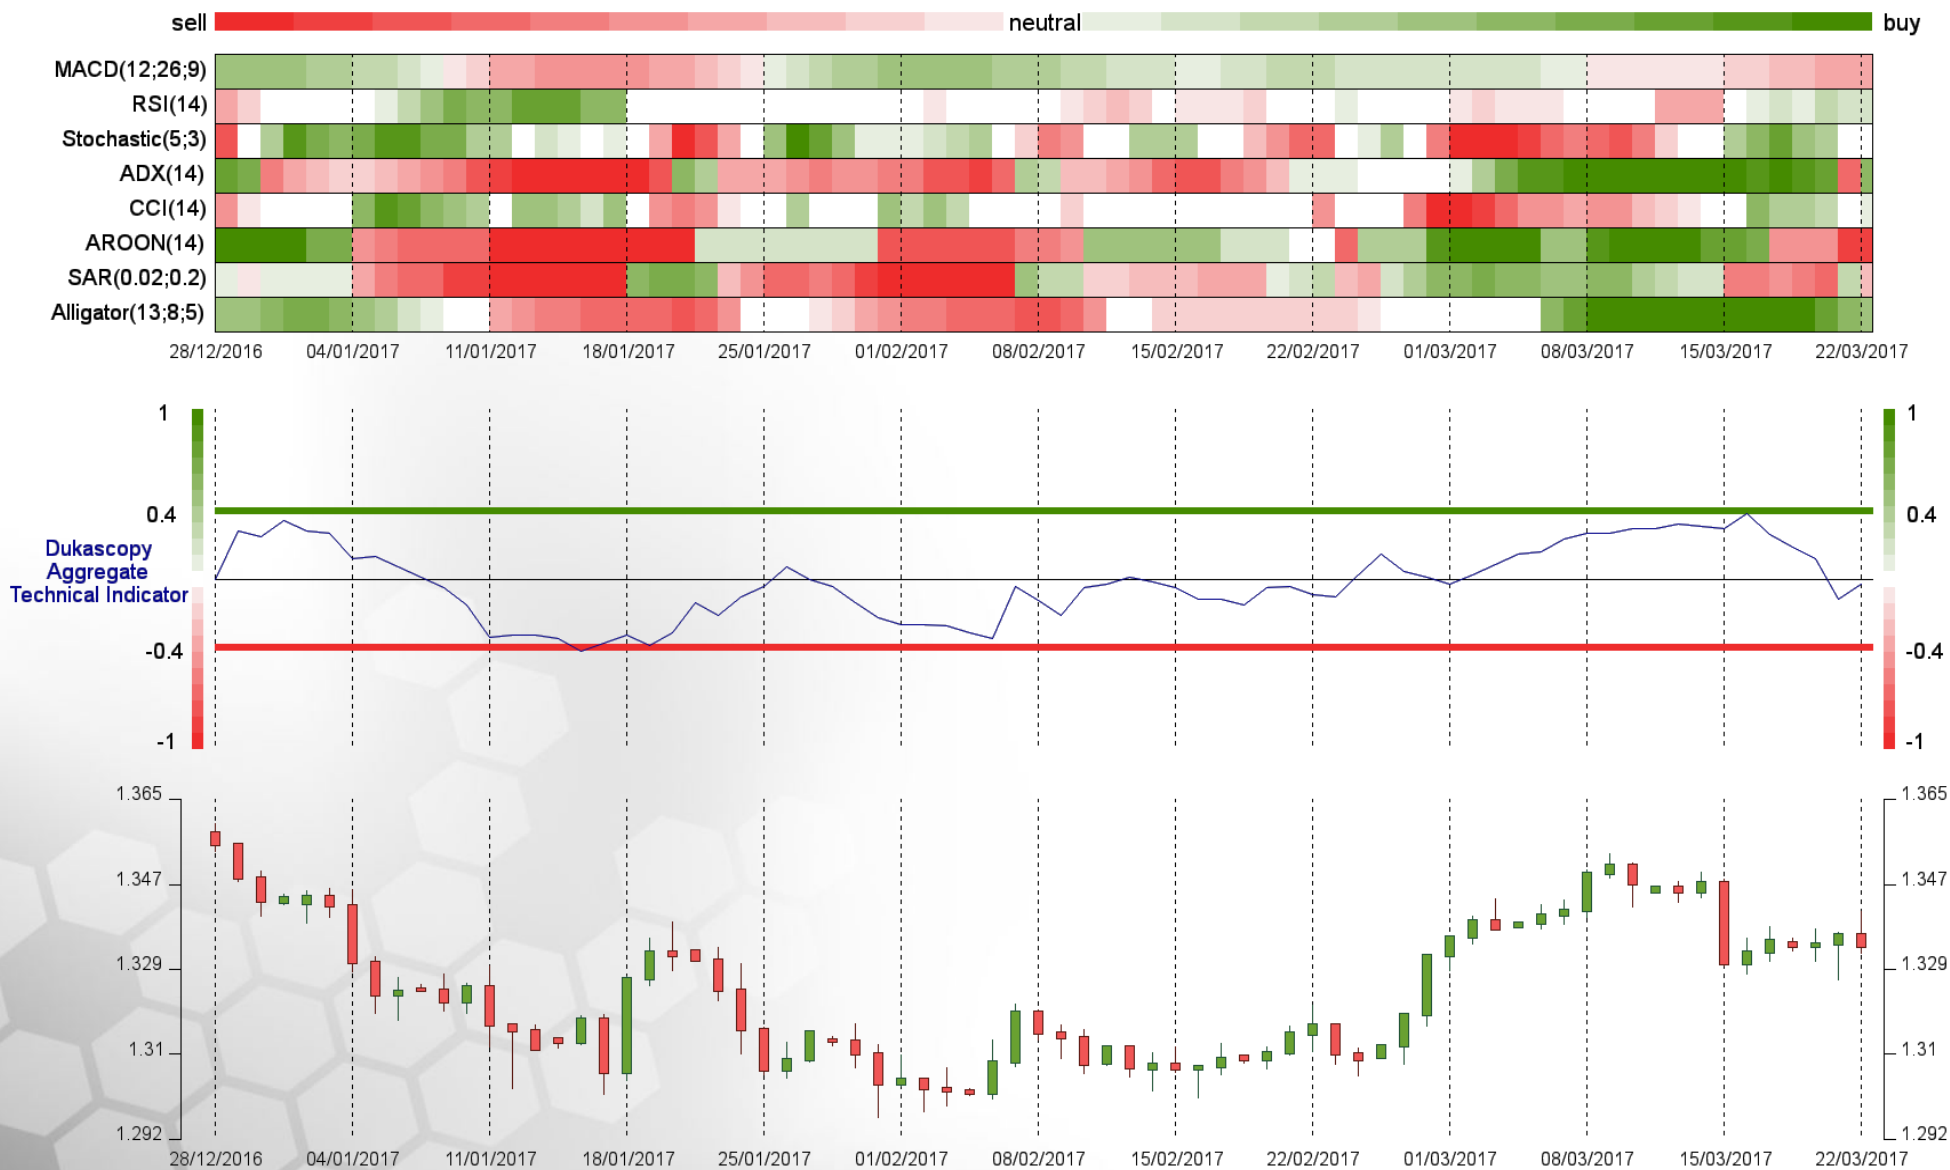 sell neutral buy
MACD(12;26;9)
RSI(14)
Stochastic(5;3)
ADX(14)
CCI(14)
AROON(14)
SAR(0.02;0.2)
Alligator(13;8;5)
28/12/2016 04/01/2017 11/01/2017 18/01/2017 25/01/2017 01/02/2017 08/02/2017 15/02/2017 22/02/2017 01/03/2017 08/03/2017 15/03/2017 22/03/2017
1 1
0.4 0.4
Dukascopy
Aggregate
Technical Indicator
-0.4 -0.4
-1 -1
1.365 1.365
1.347 1.347
1.329 1.329
1.31 1.31
1.292 1.292
28/12/2016 04/01/2017 11/01/2017 18/01/2017 25/01/2017 01/02/2017 08/02/2017 15/02/2017 22/02/2017 01/03/2017 08/03/2017 15/03/2017 22/03/2017